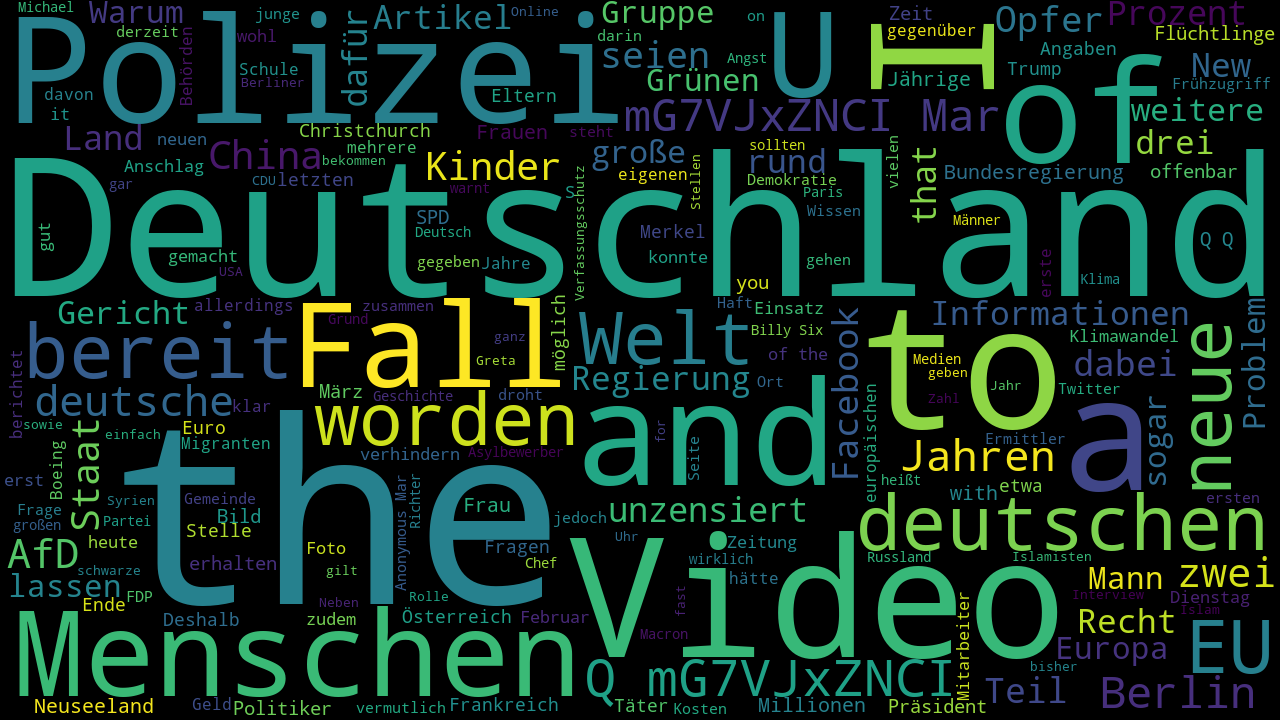 Michael
Warum
junge
derzeit
wohl
Behörden
Schule
Berliner
dafür
Artikel
Online
Polizei
Eltern
Gruppe
darin
seien
Grünen
on
Angst
U
I
Zeit
gegenüber
Jährige
Opfer
Prozent
Flüchtlinge
Angaben
Trump
New
Frühzugriff
of
weitere
davon
it
Land
neuen
China
Christchurch
mehrere
bekommen
Frauen
steht
mG7VJxZNCI Mar
drei
Anschlag
gar
CDU
letzten
Kinder
warnt
große
eigenen
sollten
rund
Demokratie
vielen
that
Bundesregierung
offenbar
S
Verfassungsschutz
Stellen
Paris
Wissen
Männer
Deutschland
gut
gemacht
USA
SPD
Deutsch
gegeben
Jahre
Merkel
konnte
gehen
you
erste
Klima
Q Q
Gericht
allerdings
Fall
zusammen
Grund
ganz
Greta
möglich
Welt
Haft
Einsatz
Billy Six
of the
Ort
Regierung
Facebook
to
Informationen
Klimawandel
dabei
neue
Problem
Medien
geben
Jahr
Zahl
Twitter
bereit
berichtet
deutsche
klar
März
Geschichte
droht
worden
and
for
Seite
europäischen
a
sogar
sowie
einfach
Euro
Migranten
verhindern
Asylbewerber
Ermittler
Jahren
heißt
with
etwa
erst
Boeing
Staat
Syrien
Gemeinde
the
Anonymous Mar
Richter
Frau
jedoch
unzensiert
deutschen
ersten
Frage
großen
Partei
heute
Bild
Stelle
Fragen
Chef
Uhr
Video
Zeitung
wirklich
hätte
Russland
Islamisten
AfD
schwarze
erhalten
Foto
gilt
Mann
zwei
lassen
Ende
FDP
Deshalb
Neben
zudem
Rolle
Österreich
Februar
fast
Macron
Interview
Dienstag
Islam
Menschen
Mitarbeiter
Recht
Europa
bisher
EU
Q mG7VJxZNCI
Teil
Berlin
Neuseeland
Geld
Politiker
vermutlich
Frankreich
Täter
Kosten
Millionen
Präsident